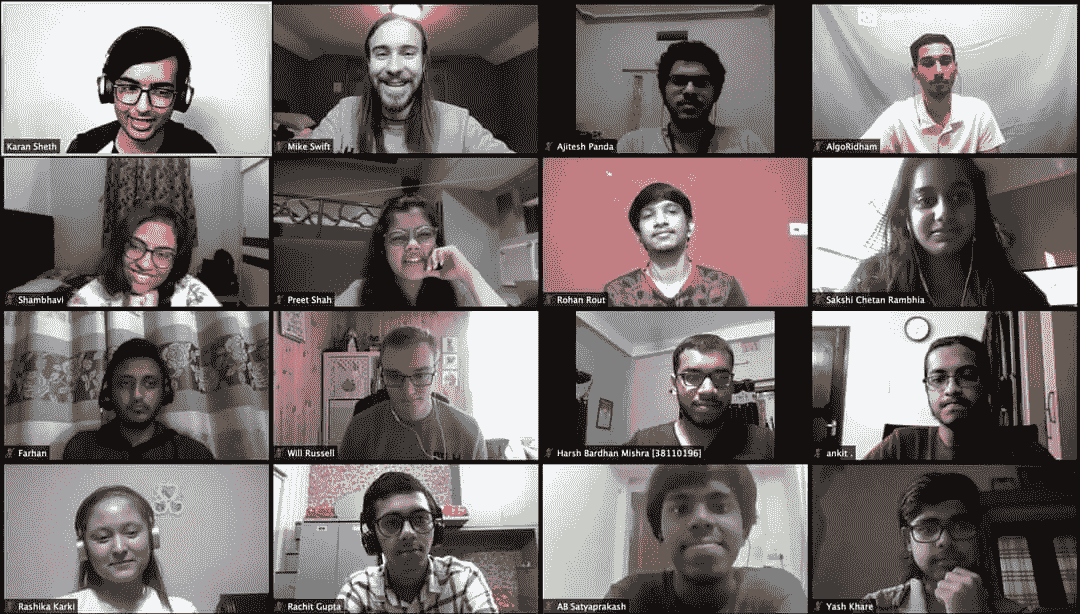 Karan Sheth
Mike Swift
Ajitesh Panda
AlgoRidham
Shambhavi
Preet Shah
Rohan Rout
Sakshi Chetan Rambhia
Farhan
Will Russell
Harsh Bardhan Mishra [38110196]
ankit .
Rashika Karki
Rachit Gupta
AB Satyaprakash
Yash Khare